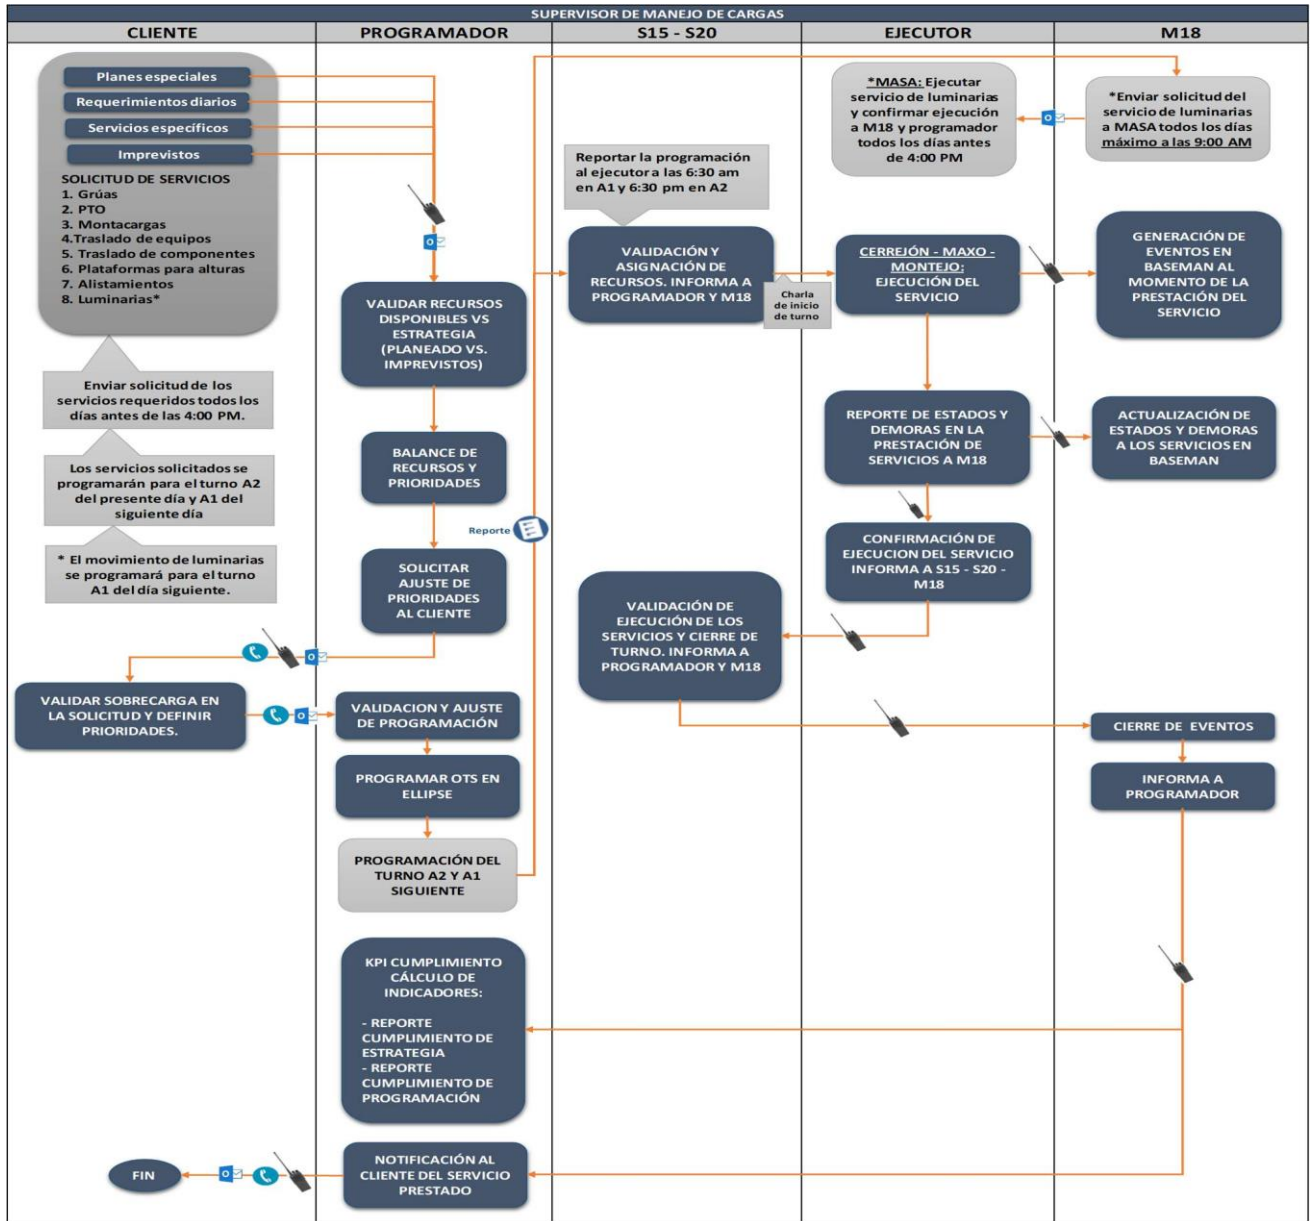 SUPERVISOR DE MANEJO DE CARGAS
CLIENTE
PROGRAMADOR
S15 - S20
EJECUTOR
M18
Planes especiales
Requerimientos diarios
Servicios específicos
Imprevistos
SOLICITUD DE SERVICIOS
1. Grúas
2. PTO
3. Montacargas
4.Traslado de equipos
5. Traslado de componentes
6. Plataformas para alturas
7. Alistamientos
8. Luminarias*
Enviar solicitud de los
servicios requeridos todos los
días antes de las 4:00 PM.
Los servicios solicitados se
programarán para el turno A2
del presente día y A1 del
siguiente día
* El movimiento de luminarias
se programará para el turno
A1 del día siguiente.
VALIDAR SOBRECARGA EN
LA SOLICITUD Y DEFINIR
PRIORIDADES.
FIN
VALIDAR RECURSOS
DISPONIBLES VS
ESTRATEGIA
(PLANEADO VS.
IMPREVISTOS)
BALANCE DE
RECURSOS Y
PRIORIDADES
Reporte
SOLICITAR
AJUSTE DE
PRIORIDADES
AL CLIENTE
VALIDACION Y AJUSTE
DE PROGRAMACIÓN
PROGRAMAR OTS EN
ELLIPSE
PROGRAMACIÓN DEL
TURNO A2 Y A1
SIGUIENTE
KPI CUMPLIMIENTO
CÁLCULO DE
INDICADORES:
- REPORTE
CUMPLIMIENTO DE
ESTRATEGIA
- REPORTE
CUMPLIMIENTO DE
PROGRAMACIÓN
NOTIFICACIÓN AL
CLIENTE DEL SERVICIO
PRESTADO
Reportar la programación
al ejecutor a las 6:30 am
en A1 y 6:30 pm en A2
VALIDACIÓN Y
ASIGNACIÓN DE
RECURSOS. INFORMA A
PROGRAMADOR Y M18
Charla
de inicio
de turno
VALIDACIÓN DE
EJECUCIÓN DE LOS
SERVICIOS Y CIERRE DE
TURNO. INFORMA A
PROGRAMADOR Y M18
*MASA: Ejecutar
servicio de luminarias
y confirmar ejecución
a M18 y programador
todos los días antes
de 4:00 PM
CERREJÓN - MAXO -
MONTEJO:
EJECUCIÓN DEL
SERVICIO
REPORTE DE ESTADOS Y
DEMORAS EN LA
PRESTACIÓN DE
SERVICIOS A M18
CONFIRMACIÓN DE
EJECUCION DEL SERVICIO
INFORMA A S15 - S20 -
M18
*Enviar solicitud del
servicio de luminarias
a MASA todos los días
máximo a las 9:00 AM
GENERACIÓN DE
EVENTOS EN
BASEMAN AL
MOMENTO DE LA
PRESTACIÓN DEL
SERVICIO
ACTUALIZACIÓN DE
ESTADOS Y DEMORAS
A LOS SERVICIOS EN
BASEMAN
CIERRE DE EVENTOS
INFORMA A
PROGRAMADOR